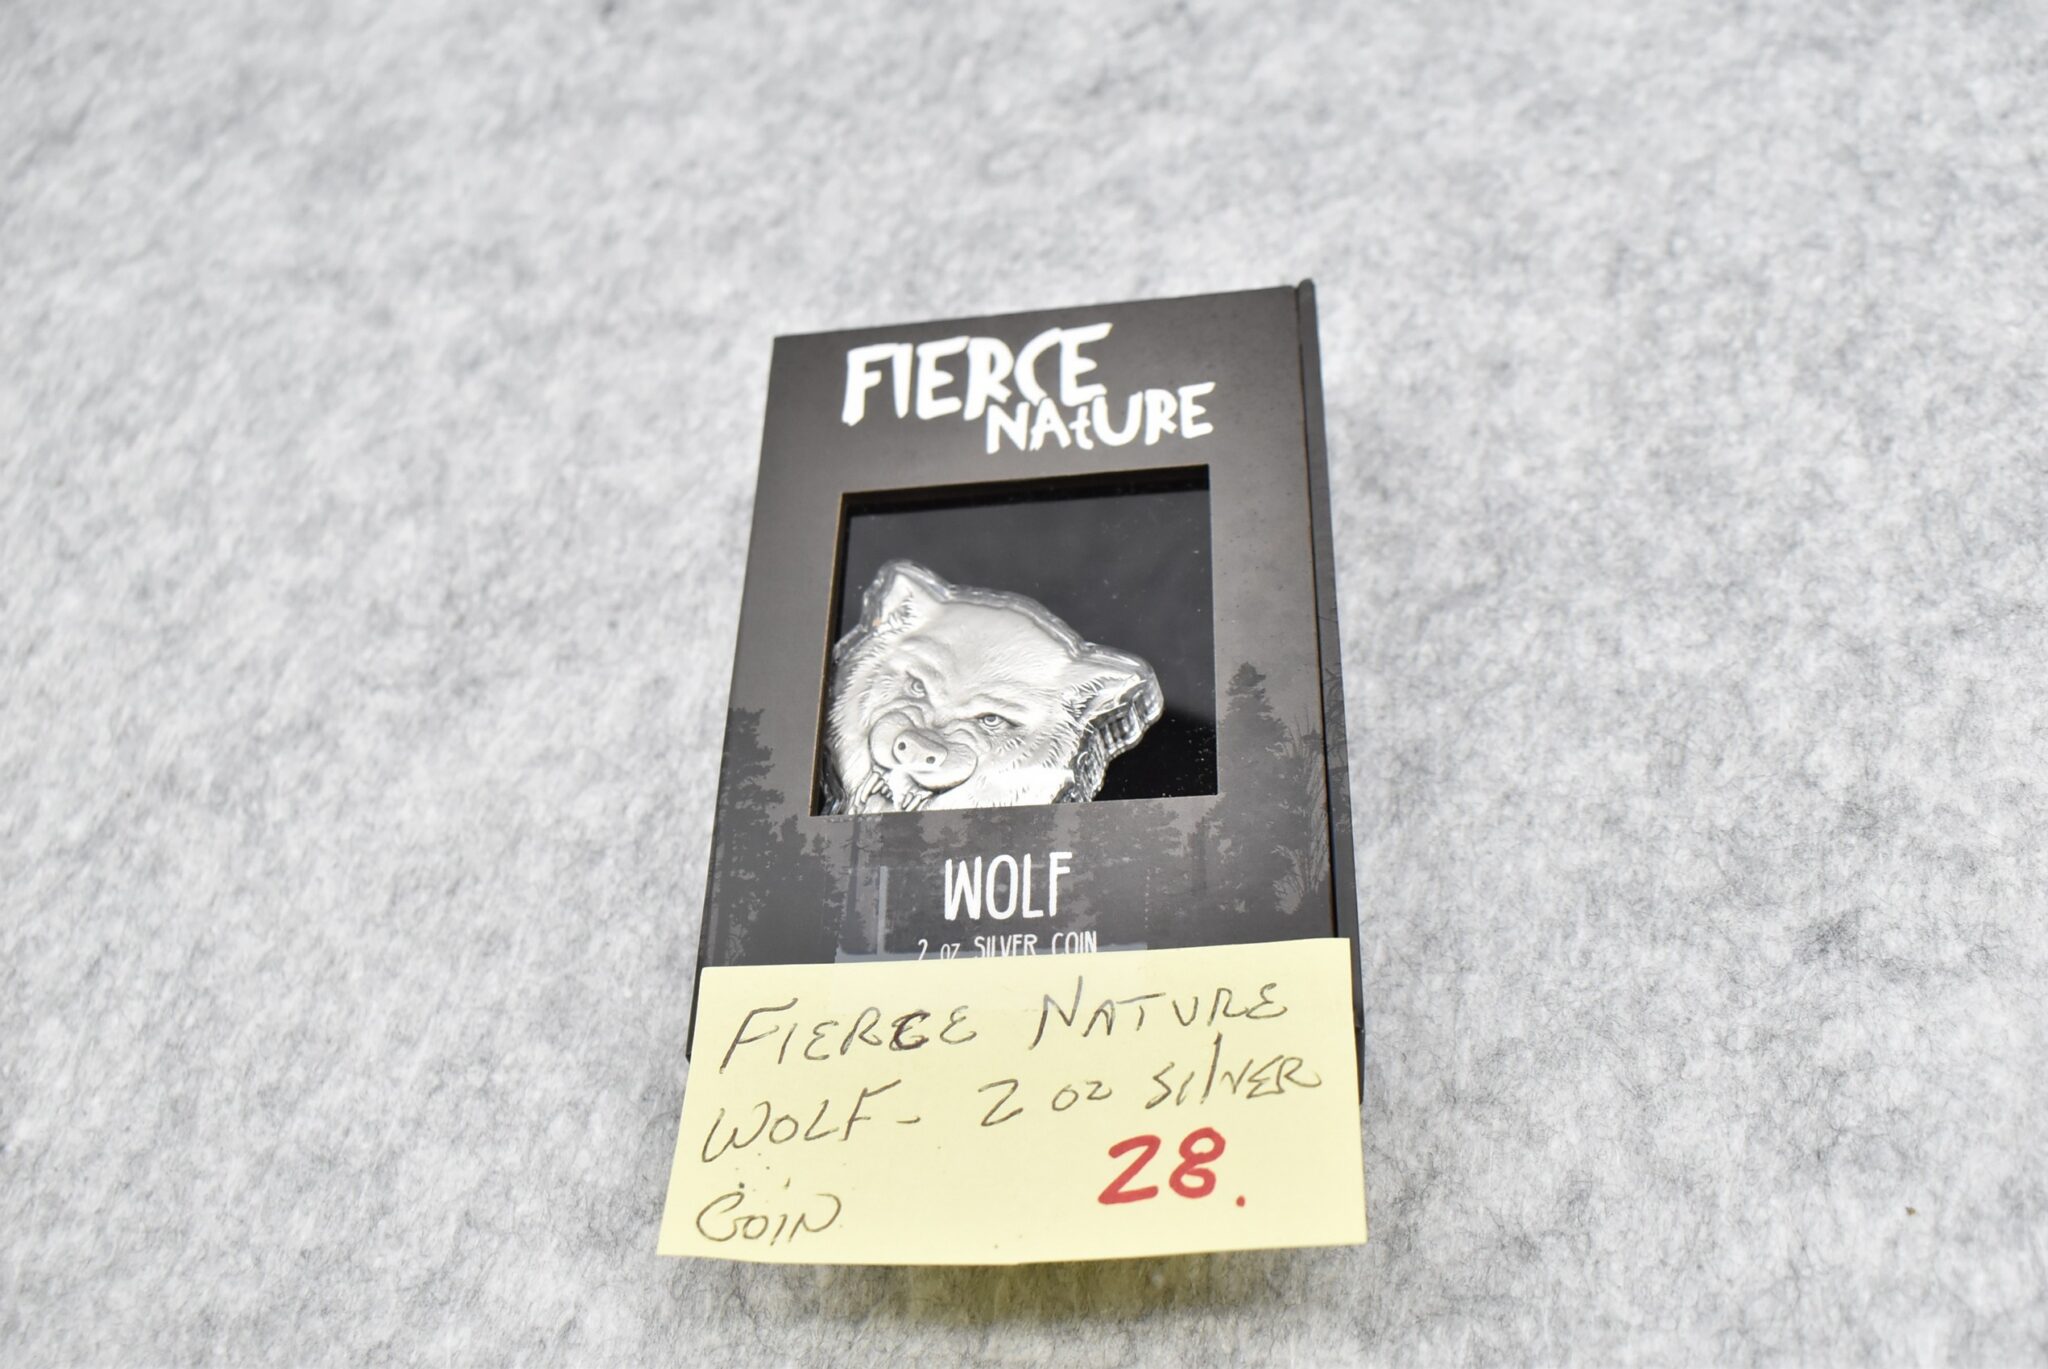 FIERCE
NAtURE
WOLF
2 oz SILVER COIN
FIERCE NATURE
WOLF - 2 oz SILVER
COIN 28.